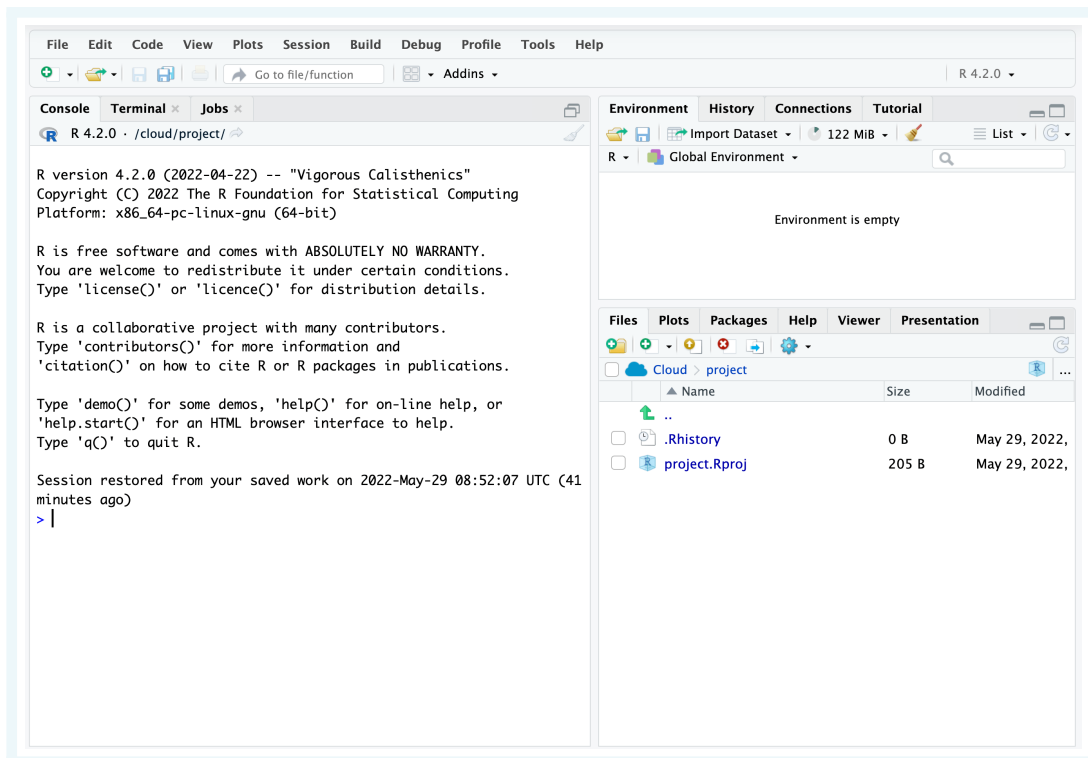 File Edit Code View Plots Session Build Debug Profile Tools Help
Go to file/function Addins R 4.2.0
Console Terminal Jobs
R 4.2.0 · /cloud/project/
R version 4.2.0 (2022-04-22) -- "Vigorous Calisthenics"
Copyright (C) 2022 The R Foundation for Statistical Computing
Platform: x86_64-pc-linux-gnu (64-bit)
R is free software and comes with ABSOLUTELY NO WARRANTY.
You are welcome to redistribute it under certain conditions.
Type 'license()' or 'licence()' for distribution details.
R is a collaborative project with many contributors.
Type 'contributors()' for more information and
'citation()' on how to cite R or R packages in publications.
Type 'demo()' for some demos, 'help()' for on-line help, or
'help.start()' for an HTML browser interface to help.
Type 'q()' to quit R.
Session restored from your saved work on 2022-May-29 08:52:07 UTC (41
minutes ago)
>
Environment History Connections Tutorial
Import Dataset 122 MiB List
R Global Environment
Environment is empty
Files Plots Packages Help Viewer Presentation
Cloud > project R ...
Name Size Modified
..
.Rhistory 0 B May 29, 2022,
project.Rproj 205 B May 29, 2022,